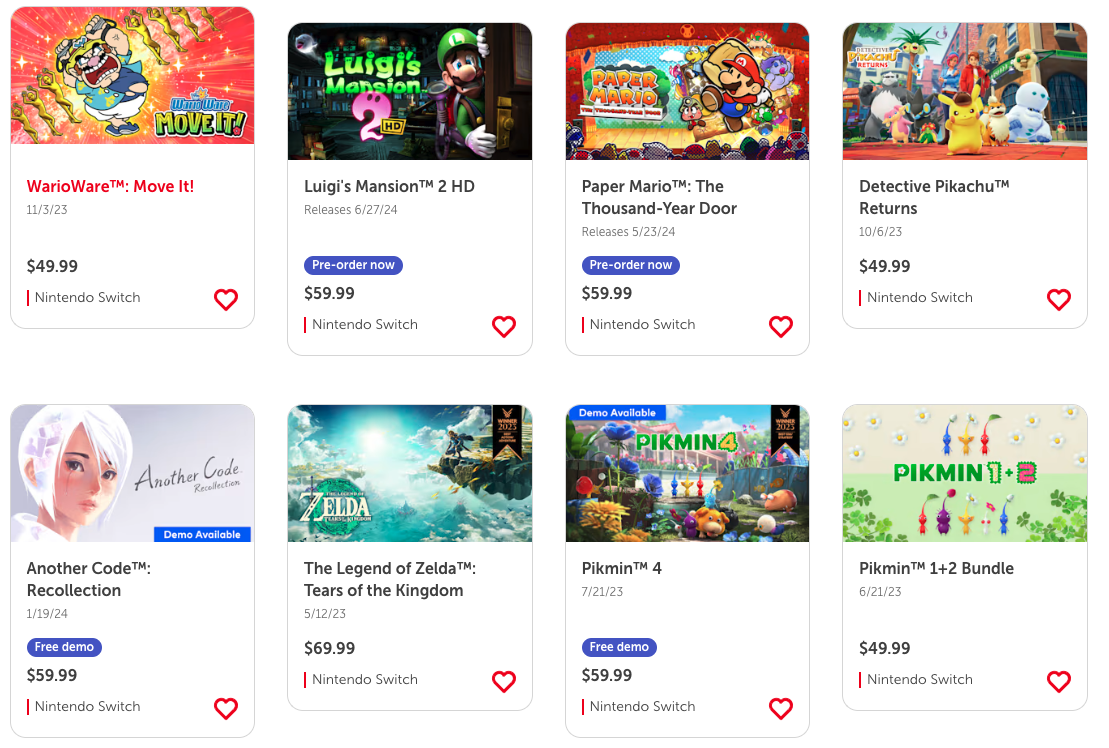 Wario Ware
MOVE IT!
WarioWare™: Move It!
11/3/23
$49.99
Nintendo Switch
Luigi's
Mansion™
2 HD
Luigi's Mansion™ 2 HD
Releases 6/27/24
Pre-order now
$59.99
Nintendo Switch
PAPER
MARIO
THE THOUSAND-YEAR DOOR
Paper Mario™: The
Thousand-Year Door
Releases 5/23/24
Pre-order now
$59.99
Nintendo Switch
DETECTIVE
PIKACHU
RETURNS
Detective Pikachu™
Returns
10/6/23
$49.99
Nintendo Switch
Another Code™
Recollection
Demo Available
Another Code™:
Recollection
1/19/24
Free demo
$59.99
Nintendo Switch
WINNER
2023
THE LEGEND OF
ZELDA
TEARS OF THE KINGDOM
The Legend of Zelda™:
Tears of the Kingdom
5/12/23
$69.99
Nintendo Switch
Demo Available
WINNER
2023
PIKMIN 4
Pikmin™ 4
7/21/23
Free demo
$59.99
Nintendo Switch
PIKMIN 1+2
Pikmin™ 1+2 Bundle
6/21/23
$49.99
Nintendo Switch